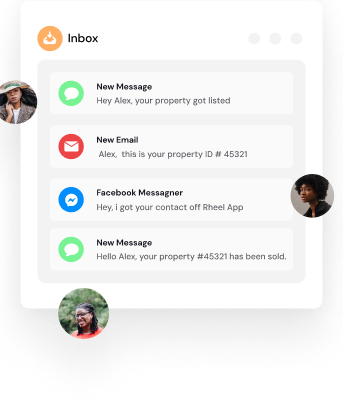 Inbox
New Message
Hey Alex, your property got listed
New Email
Alex, this is your property ID # 45321
Facebook Messagner
Hey, i got your contact off Rheel App
New Message
Hello Alex, your property #45321 has been sold.